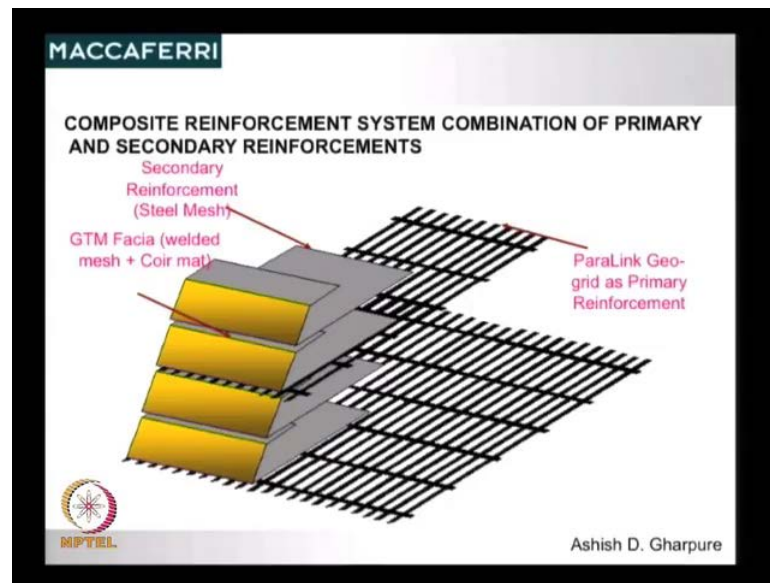 MACCAFERRI
COMPOSITE REINFORCEMENT SYSTEM COMBINATION OF PRIMARY
AND SECONDARY REINFORCEMENTS
Secondary
Reinforcement
(Steel Mesh)
GTM Facia (welded
mesh + Coir mat)
ParaLink Geo-
grid as Primary
Reinforcement
NPTEL
Ashish D. Gharpure